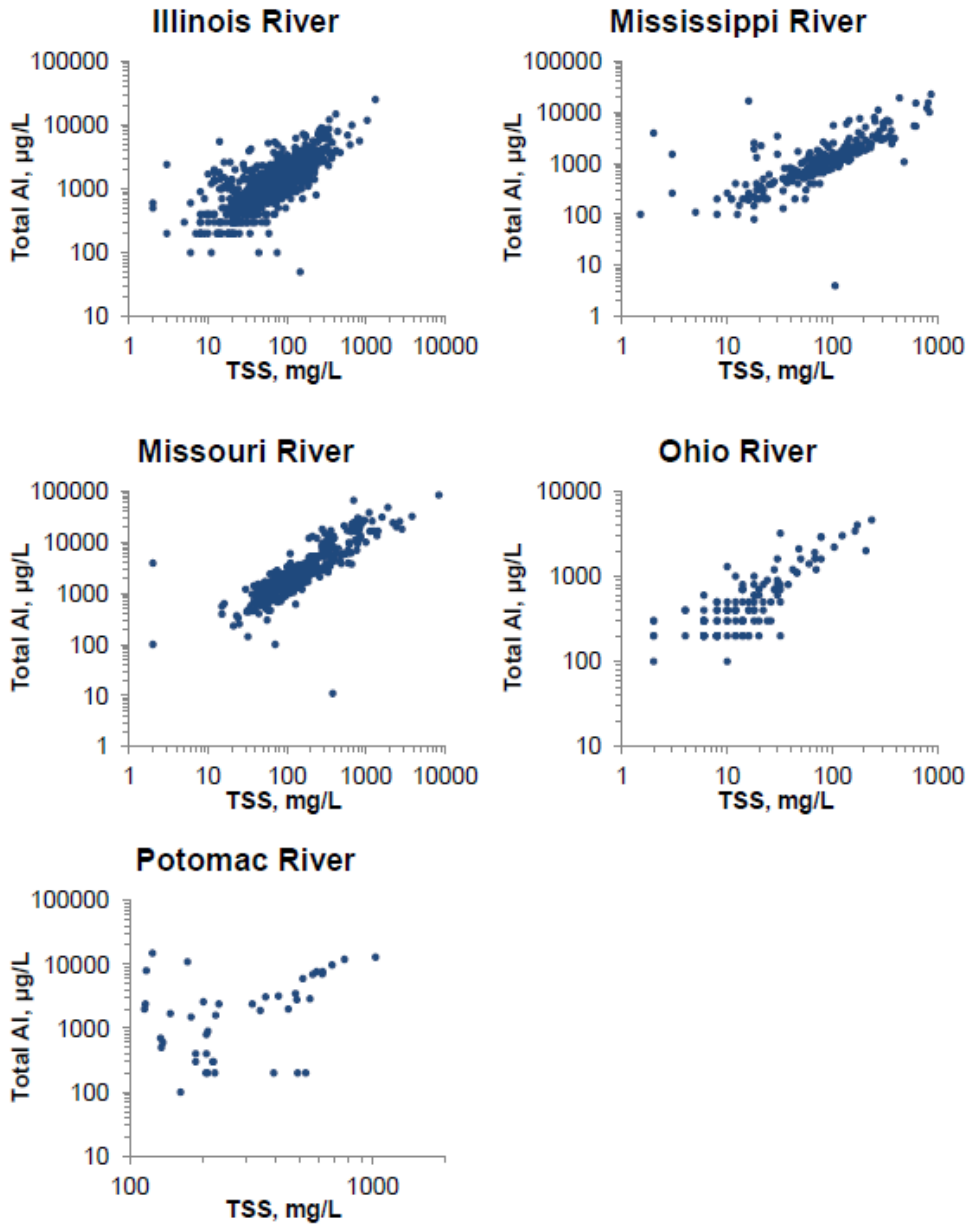 Illinois River
100000
10000
1000
100
10
Total Al, µg/L
1 10 100 1000 10000
TSS, mg/L
Mississippi River
100000
10000
1000
100
10
1
Total Al, µg/L
1 10 100 1000
TSS, mg/L
Missouri River
100000
10000
1000
100
10
1
Total Al, µg/L
1 10 100 1000 10000
TSS, mg/L
Ohio River
10000
1000
100
10
Total Al, µg/L
1 10 100 1000
TSS, mg/L
Potomac River
100000
10000
1000
100
10
Total Al, µg/L
100 1000
TSS, mg/L